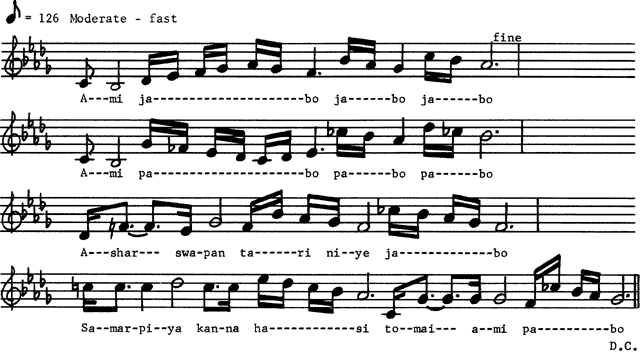 ♪= 126 Moderate - fast
fine
A---mi ja--------------------bo ja---bo ja------bo
A---mi pa--------------------bo pa---bo pa------bo
A---shar--- swa-pan ta---ri ni--ye ja----------bo
Sa--mar-pi--ya kan-na ha-------si to-mai--- a--mi pa---------bo
D.C.